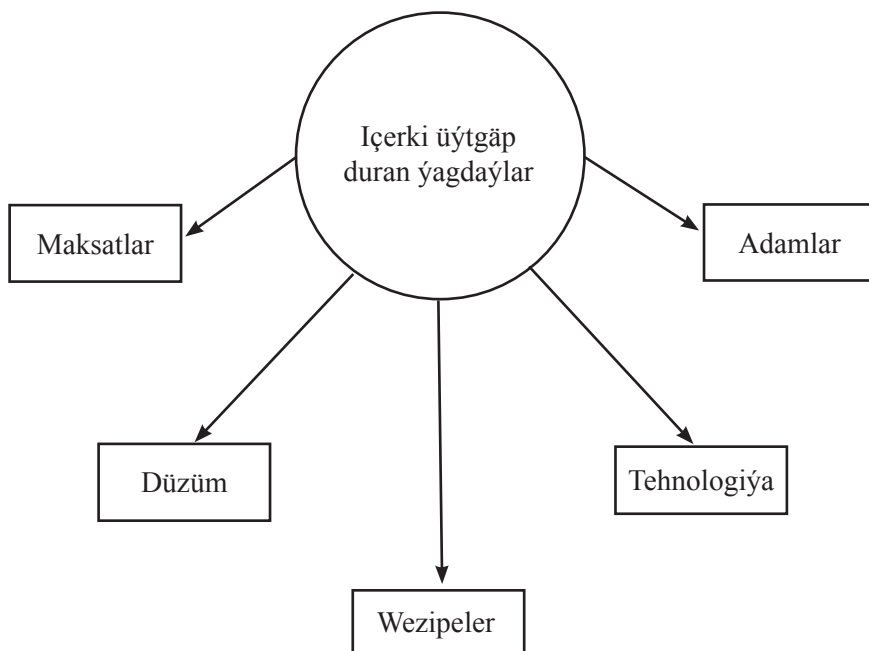 Içerki üýtgäp
duran ýagdaýlar
Maksatlar
Adamlar
Düzüm
Tehnologiýa
Wezipeler